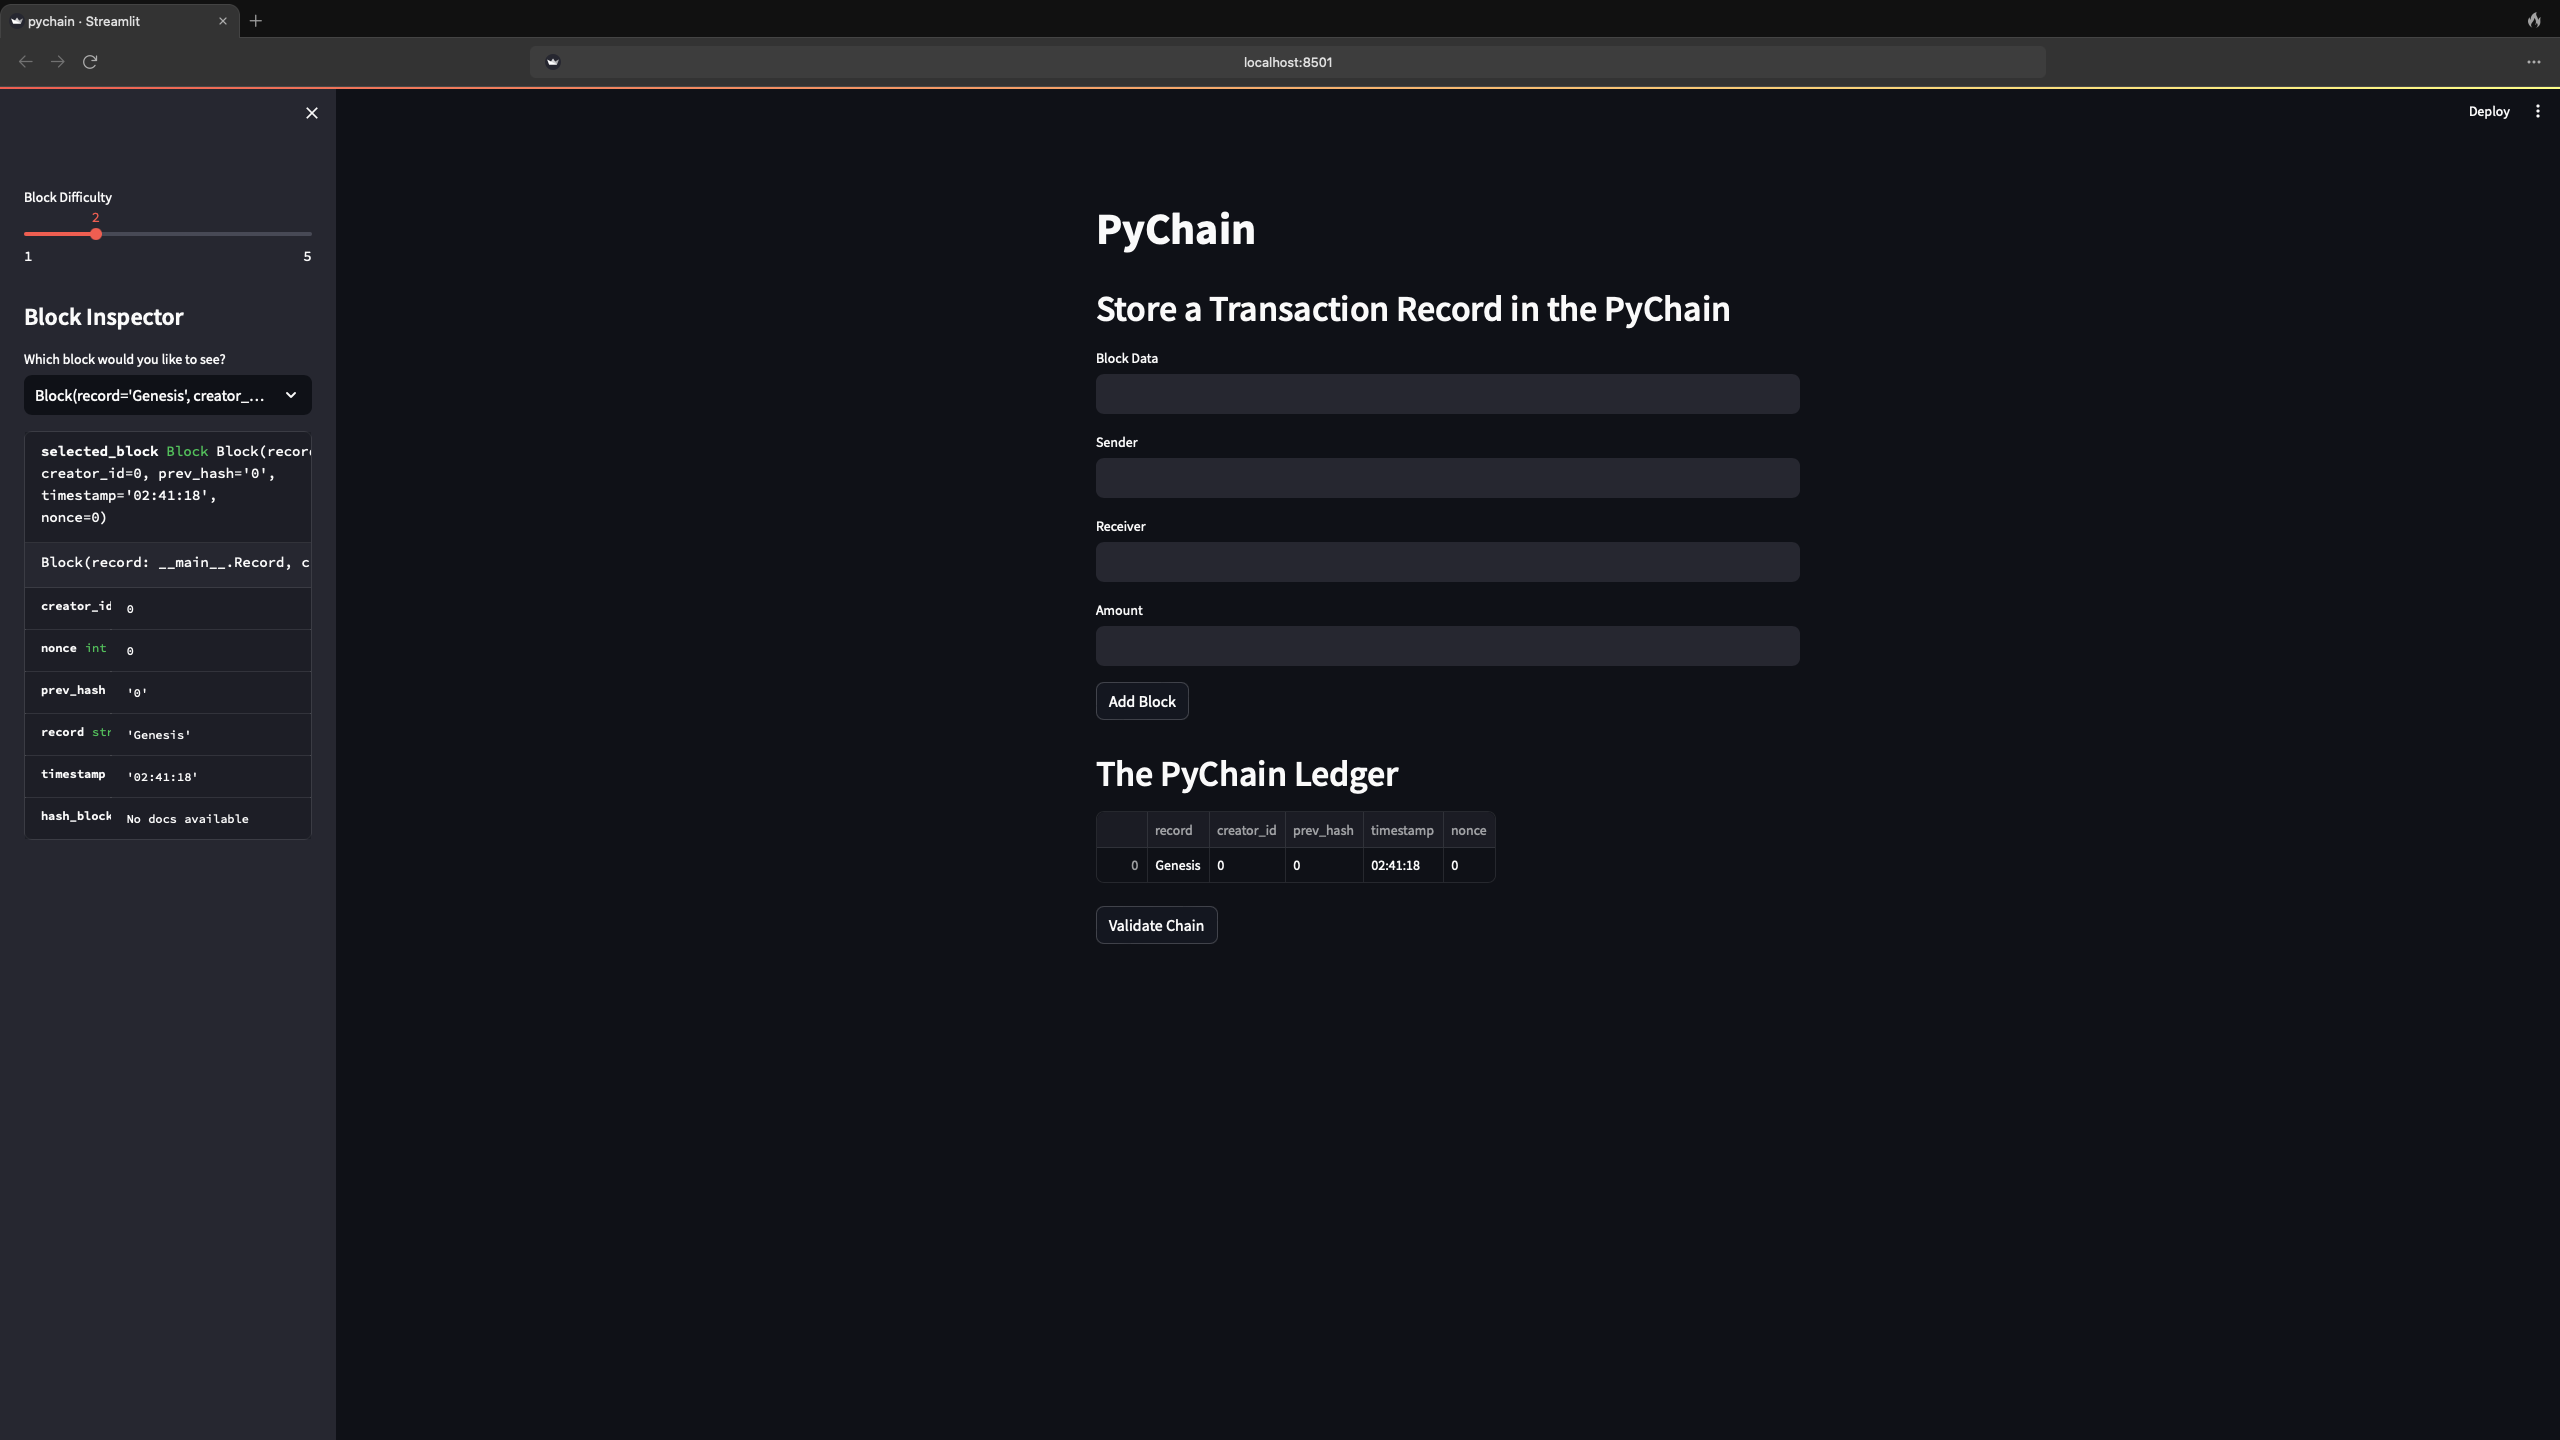 pychain · Streamlit
localhost:8501
Deploy
Block Difficulty
2
1 5
Block Inspector
Which block would you like to see?
Block(record='Genesis', creator_...
selected_block Block Block(recor
creator_id=0, prev_hash='0',
timestamp='02:41:18',
nonce=0)
Block(record: __main__.Record, c
creator_id 0
nonce int 0
prev_hash '0'
record str 'Genesis'
timestamp '02:41:18'
hash_block No docs available
PyChain
Store a Transaction Record in the PyChain
Block Data
Sender
Receiver
Amount
Add Block
The PyChain Ledger
record creator_id prev_hash timestamp nonce
0 Genesis 0 0 02:41:18 0
Validate Chain